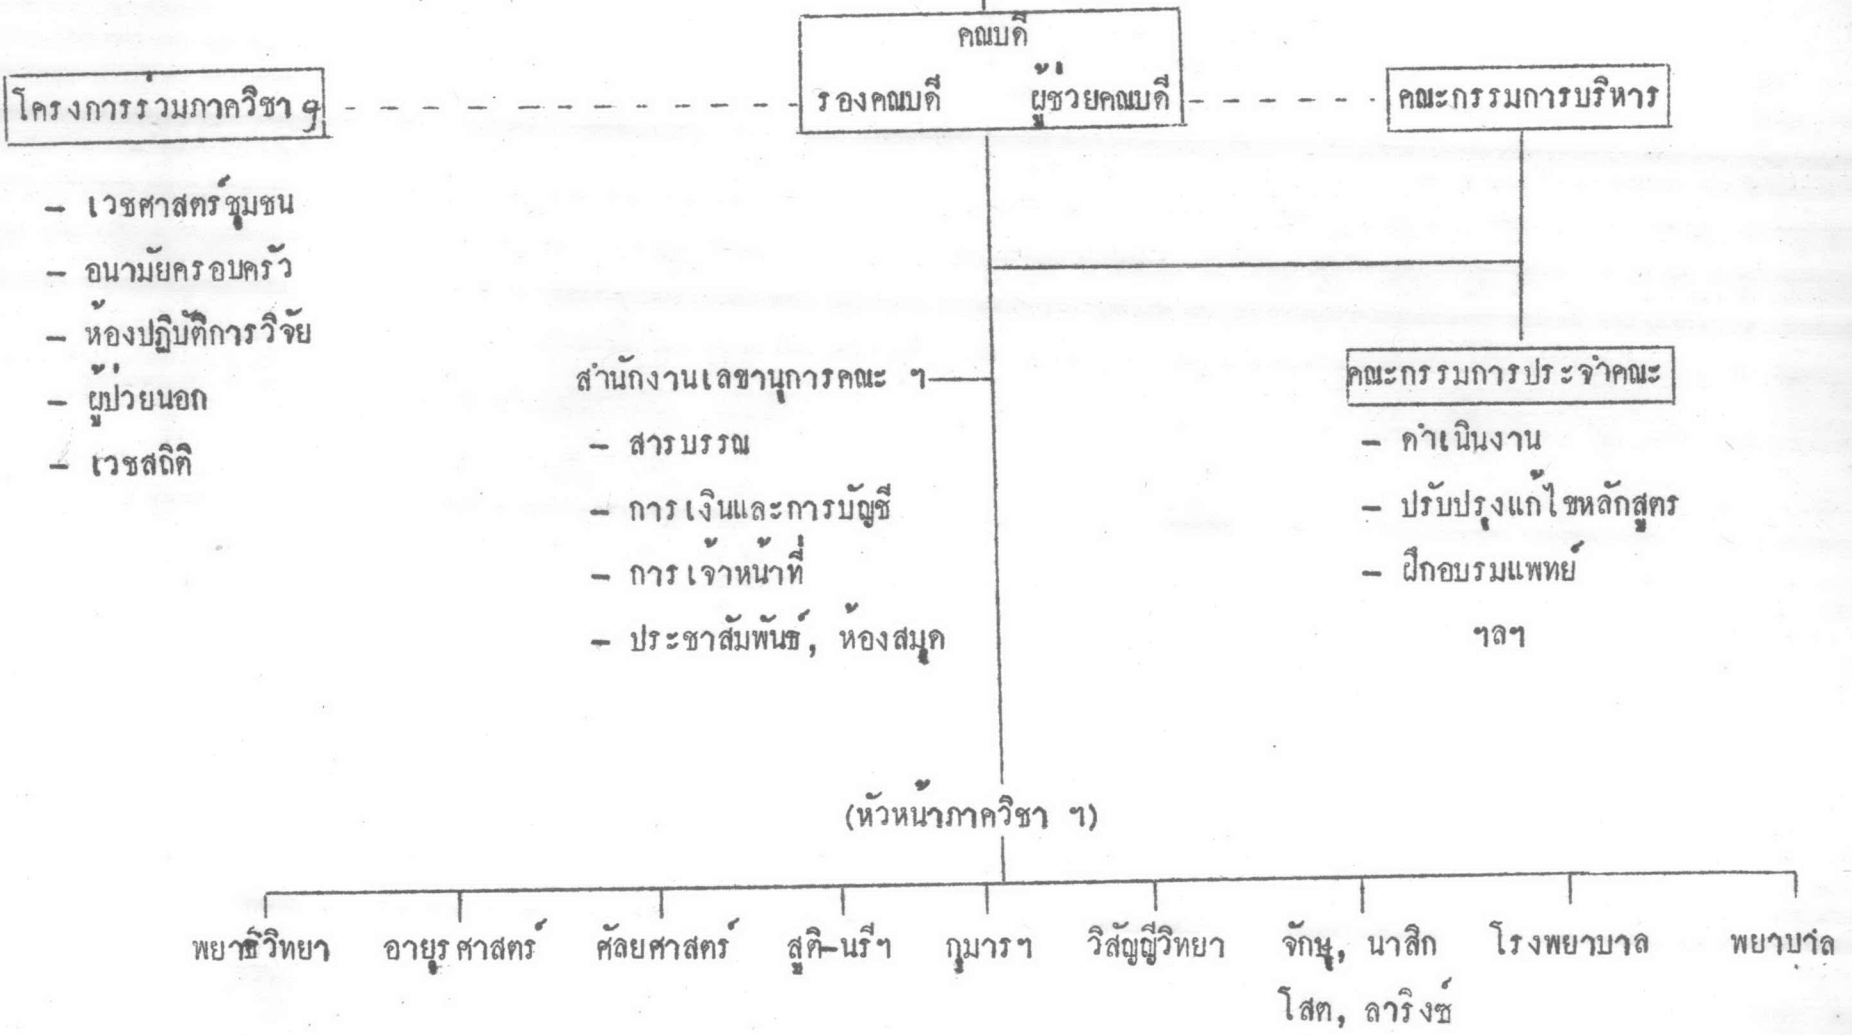 คณบดี
รองคณบดี ผู้ช่วยคณบดี
โครงการร่วมภาควิชา ๆ
คณะกรรมการบริหาร
- เวชศาสตร์ชุมชน
- อนามัยครอบครัว
- ห้องปฏิบัติการวิจัย
- ผู้ป่วยนอก
- เวชสถิติ
สำนักงานเลขานุการคณะ ฯ
- สารบรรณ
- การเงินและการบัญชี
- การเจ้าหน้าที่
- ประชาสัมพันธ์, ห้องสมุด
คณะกรรมการประจำคณะ
- ดำเนินงาน
- ปรับปรุงแก้ไขหลักสูตร
- ฝึกอบรมแพทย์
ฯลฯ
(หัวหน้าภาควิชา ฯ)
พยาธิวิทยา
อายุรศาสตร์
ศัลยศาสตร์
สูติ-นรีฯ
กุมารฯ
วิสัญญีวิทยา
จักษุ, นาสิก
โสต, ลาริงซ์
โรงพยาบาล
พยาบาล